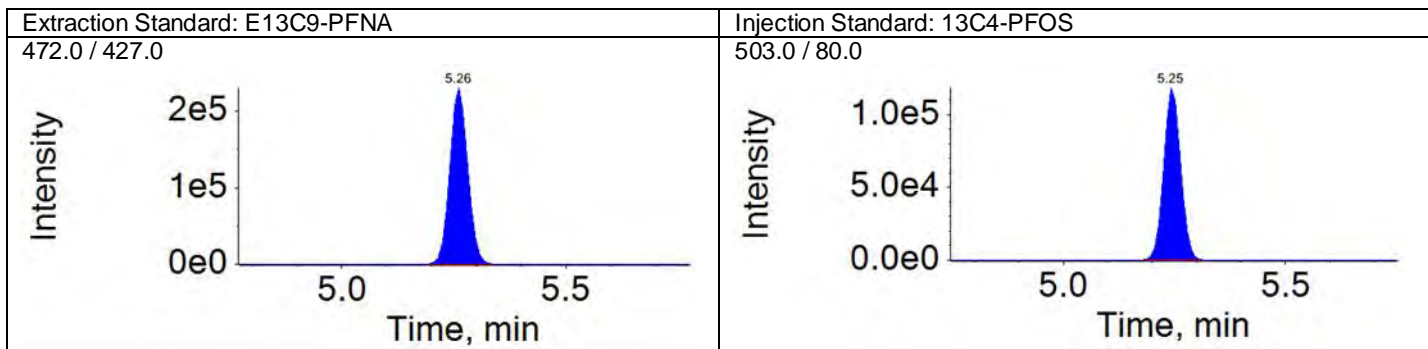 Extraction Standard: E13C9-PFNA
Injection Standard: 13C4-PFOS
472.0 / 427.0
503.0 / 80.0
5.26
2e5
1e5
0e0
Intensity
5.0
5.5
Time, min
5.25
1.0e5
5.0e4
0.0e0
Intensity
5.0
5.5
Time, min